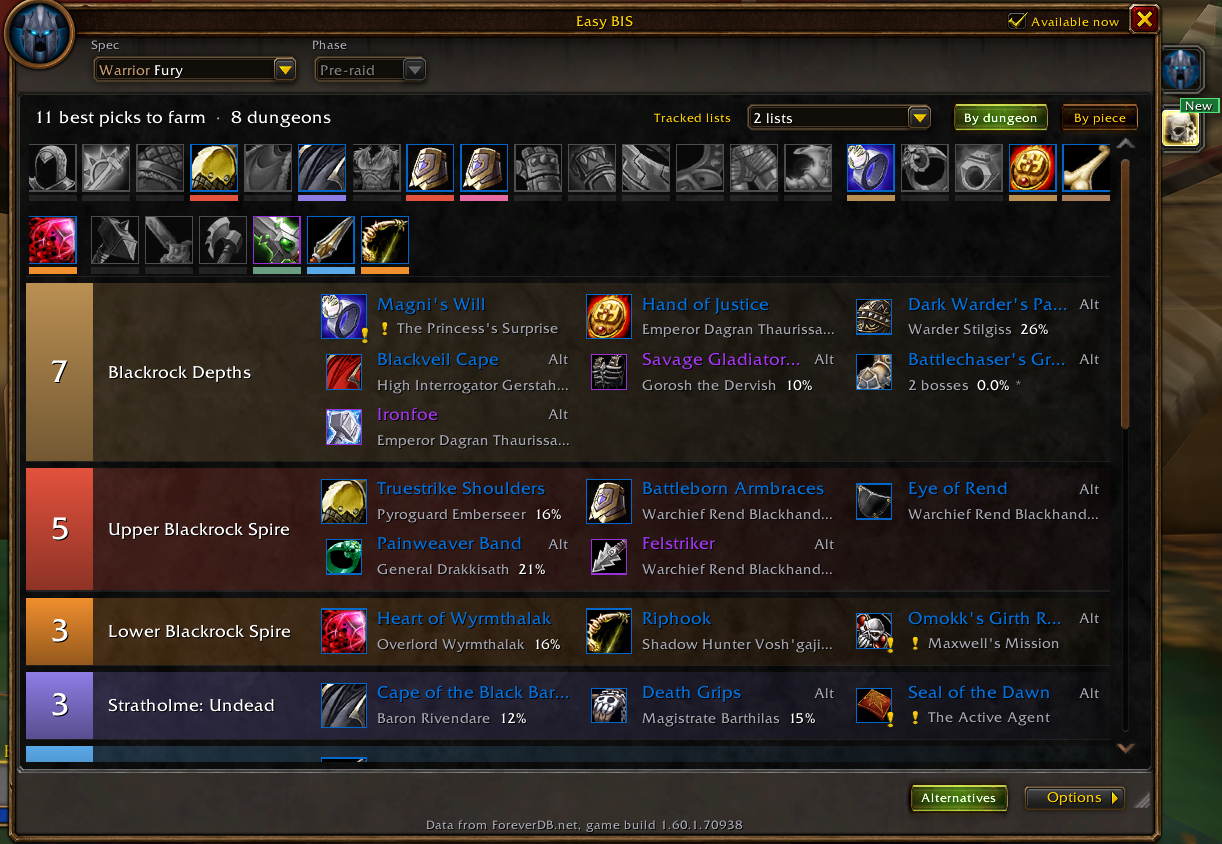 Easy BIS
Available now
Spec
Phase
Warrior Fury
Pre-raid
New
11 best picks to farm · 8 dungeons
Tracked lists
2 lists
By dungeon
By piece
7
Blackrock Depths
Magni's Will
! The Princess's Surprise
Hand of Justice
Emperor Dagran Thaurissa...
Dark Warder's Pa... Alt
Warder Stilgiss 26%
Blackveil Cape Alt
High Interrogator Gerstah...
Savage Gladiator... Alt
Gorosh the Dervish 10%
Battlechaser's Gr... Alt
2 bosses 0.0% *
Ironfoe Alt
Emperor Dagran Thaurissa...
5
Upper Blackrock Spire
Truestrike Shoulders
Pyroguard Emberseer 16%
Battleborn Armbraces
Warchief Rend Blackhand...
Eye of Rend Alt
Warchief Rend Blackhand...
Painweaver Band Alt
General Drakkisath 21%
Felstriker Alt
Warchief Rend Blackhand...
3
Lower Blackrock Spire
Heart of Wyrmthalak
Overlord Wyrmthalak 16%
Riphook
Shadow Hunter Vosh'gaji...
Omokk's Girth R... Alt
! Maxwell's Mission
3
Stratholme: Undead
Cape of the Black Bar...
Baron Rivendare 12%
Death Grips Alt
Magistrate Barthilas 15%
Seal of the Dawn Alt
! The Active Agent
Alternatives
Options
Data from ForeverDB.net, game build 1.60.1.70938